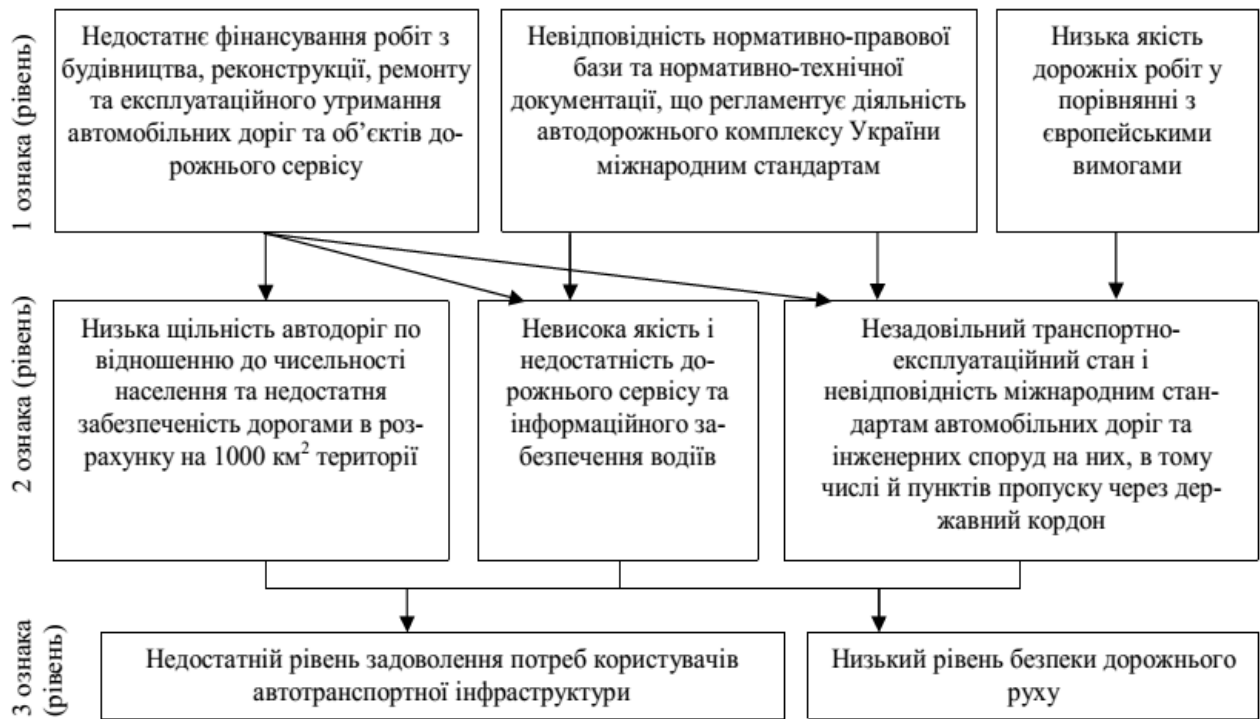 1 ознака (рівень)
Недостатнє фінансування робіт з
будівництва, реконструкції, ремонту
та експлуатаційного утримання
автомобільних доріг та об’єктів до-
рожнього сервісу
Невідповідність нормативно-правової
бази та нормативно-технічної
документації, що регламентує діяльність
автодорожнього комплексу України
міжнародним стандартам
Низька якість
дорожніх робіт у
порівнянні з
європейськими
вимогами
2 ознака (рівень)
Низька щільність автодоріг по
відношенню до чисельності
населення та недостатня
забезпеченість дорогами в роз-
рахунку на 1000 км² території
Невисока якість і
недостатність до-
рожнього сервісу та
інформаційного за-
безпечення водіїв
Незадовільний транспортно-
експлуатаційний стан і
невідповідність міжнародним стан-
дартам автомобільних доріг та
інженерних споруд на них, в тому
числі й пунктів пропуску через дер-
жавний кордон
3 ознака
(рівень)
Недостатній рівень задоволення потреб користувачів
автотранспортної інфраструктури
Низький рівень безпеки дорожнього
руху